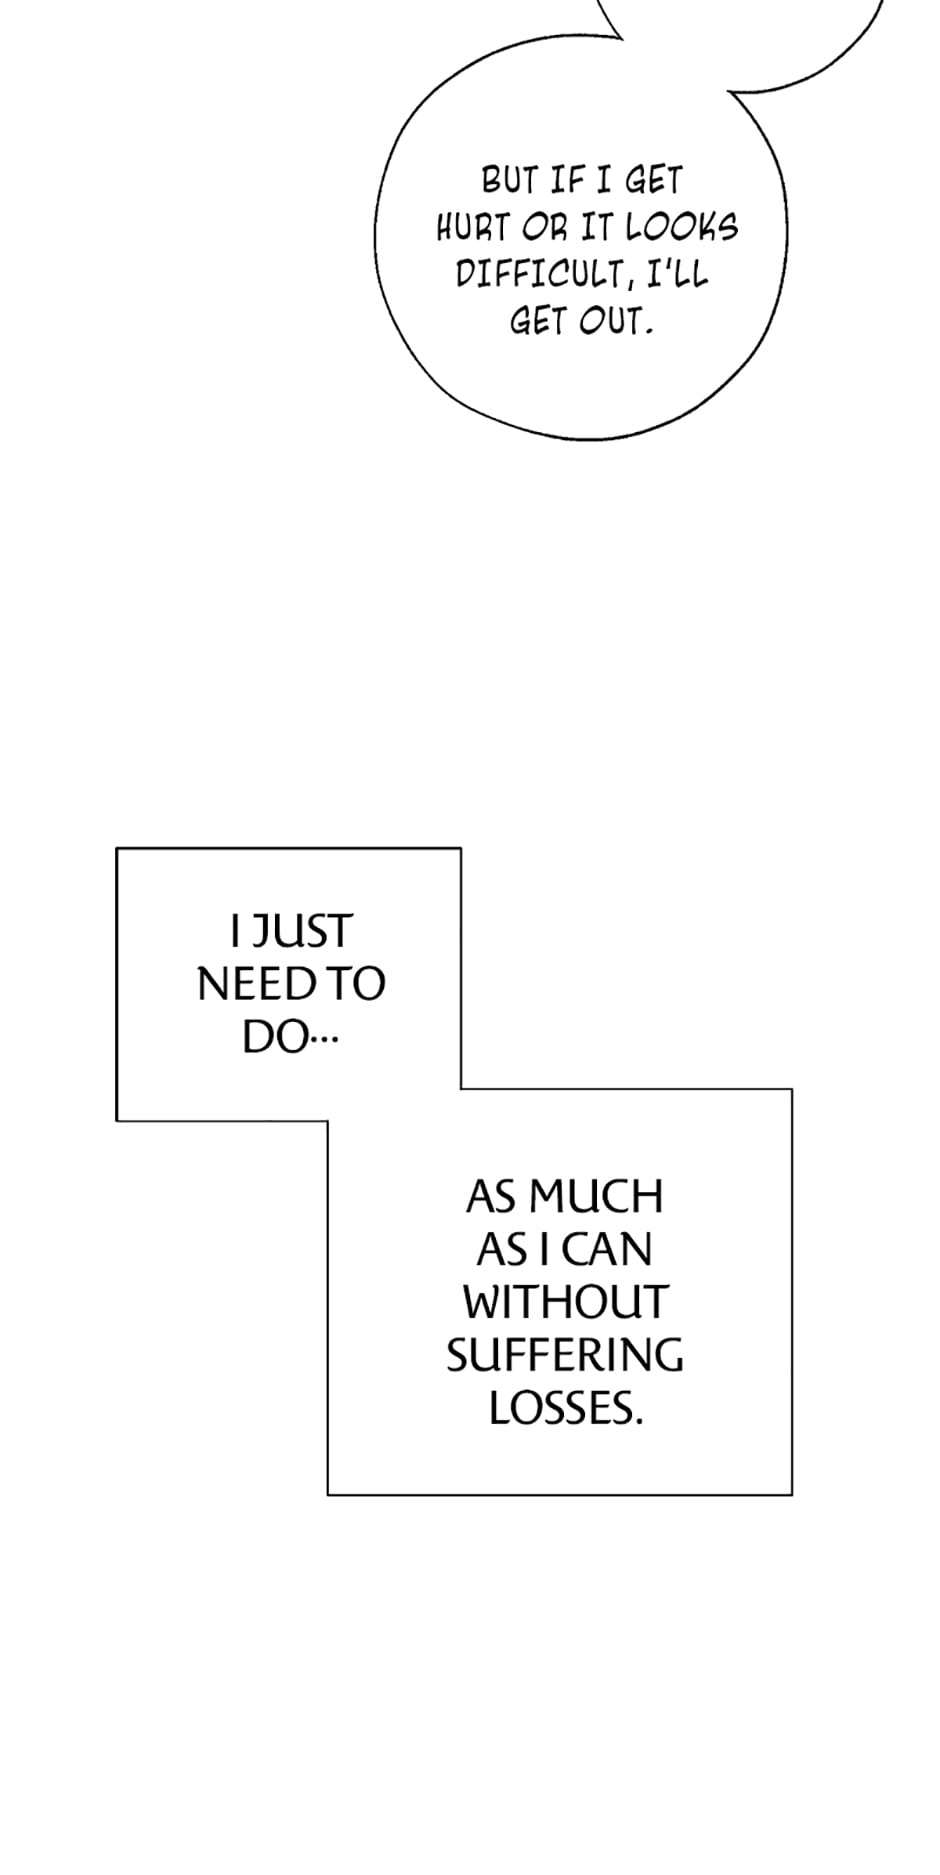 BUT IF I GET
HURT OR IT LOOKS
DIFFICULT, I'LL
GET OUT.
I JUST
NEED TO
DO...
AS MUCH
AS I CAN
WITHOUT
SUFFERING
LOSSES.